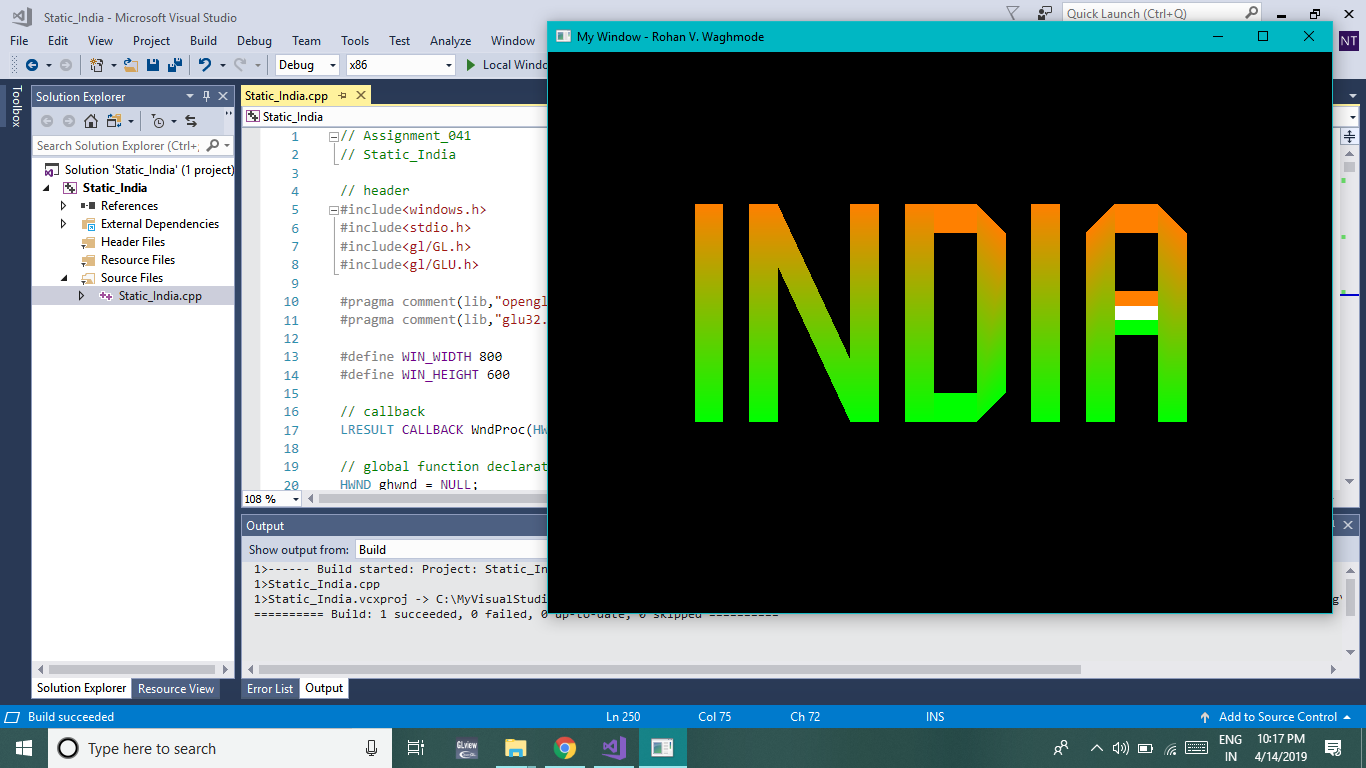 Static_India - Microsoft Visual Studio
Quick Launch (Ctrl+Q)
File Edit View Project Build Debug Team Tools Test Analyze Window
NT
Debug x86 Local Windo
My Window - Rohan V. Waghmode
INDIA
Toolbox
Solution Explorer
Search Solution Explorer (Ctrl+;
Solution 'Static_India' (1 project)
Static_India
References
External Dependencies
Header Files
Resource Files
Source Files
Static_India.cpp
Solution Explorer Resource View
Static_India.cpp
Static_India
1 // Assignment_041
2 // Static_India
3
4 // header
5 #include<windows.h>
6 #include<stdio.h>
7 #include<gl/GL.h>
8 #include<gl/GLU.h>
9
10 #pragma comment(lib,"opengl
11 #pragma comment(lib,"glu32.
12
13 #define WIN_WIDTH 800
14 #define WIN_HEIGHT 600
15
16 // callback
17 LRESULT CALLBACK WndProc(HW
18
19 // global function declarat
20 HWND ghwnd = NULL;
108 %
Output
Show output from: Build
1>------ Build started: Project: Static_In
1>Static_India.cpp
1>Static_India.vcxproj -> C:\MyVisualStudi
========== Build: 1 succeeded, 0 failed, 0 up-to-date, 0 skipped ==========
Error List Output
Build succeeded Ln 250 Col 75 Ch 72 INS Add to Source Control
Type here to search
GLview
ENG
IN
10:17 PM
4/14/2019